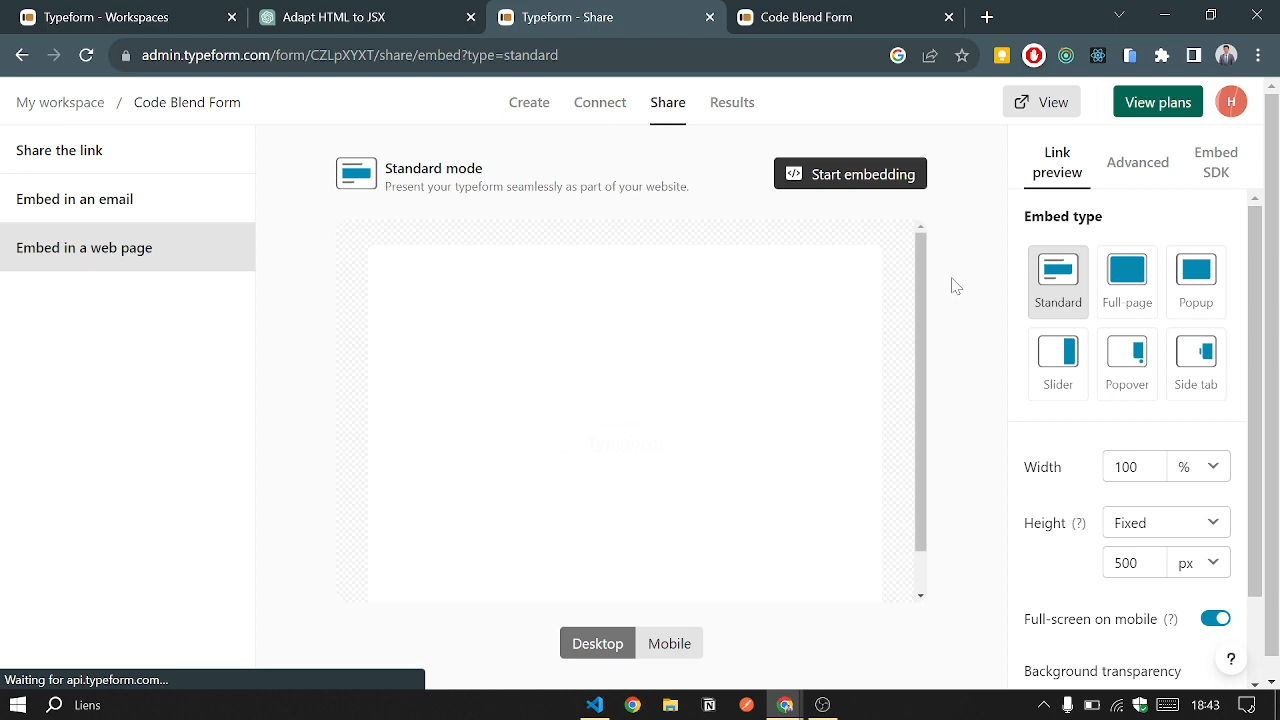 Typeform - Workspaces
Adapt HTML to JSX
Typeform - Share
Code Blend Form
admin.typeform.com/form/CZLpXYXT/share/embed?type=standard
My workspace / Code Blend Form
Create
Connect
Share
Results
View
View plans
H
Share the link
Embed in an email
Embed in a web page
Standard mode
Present your typeform seamlessly as part of your website.
Start embedding
Desktop
Mobile
Link preview
Advanced
Embed SDK
Embed type
Standard
Full-page
Popup
Slider
Popover
Side tab
Width
100
%
Height (?)
Fixed
500
px
Full-screen on mobile (?)
Background transparency
?
Waiting for api.typeform.com...
Liens
18:43